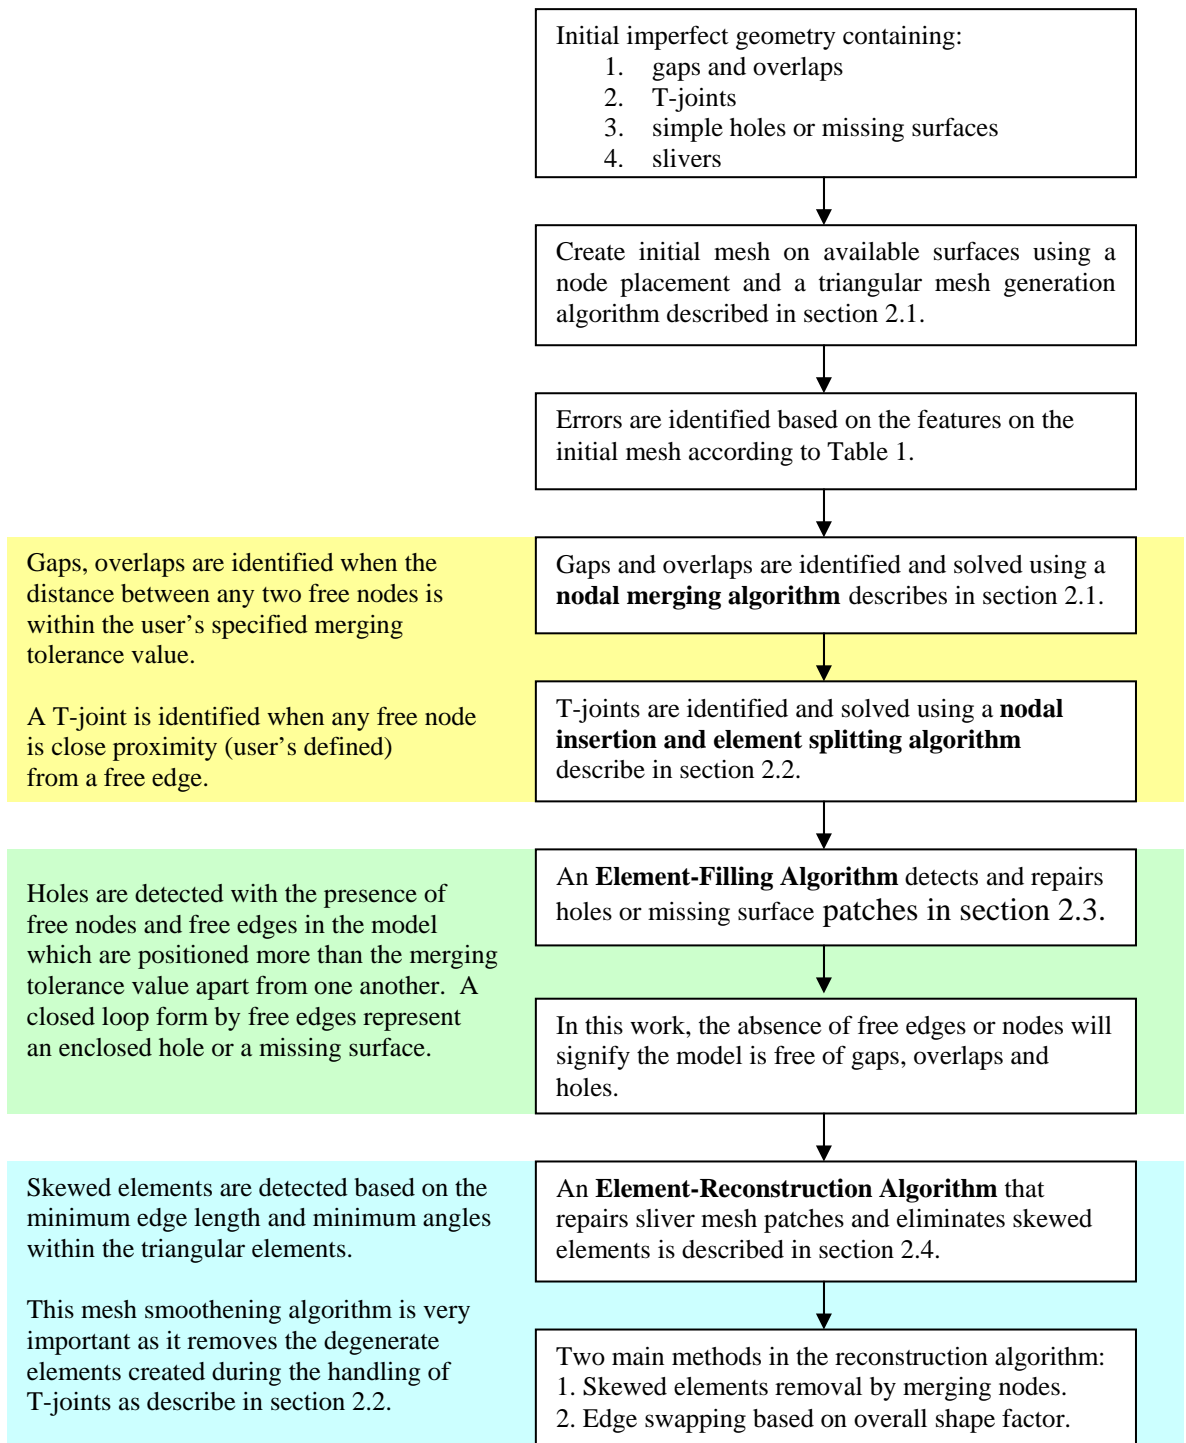 Initial imperfect geometry containing:
1. gaps and overlaps
2. T-joints
3. simple holes or missing surfaces
4. slivers
Create initial mesh on available surfaces using a
node placement and a triangular mesh generation
algorithm described in section 2.1.
Errors are identified based on the features on the
initial mesh according to Table 1.
Gaps, overlaps are identified when the
distance between any two free nodes is
within the user's specified merging
tolerance value.
A T-joint is identified when any free node
is close proximity (user's defined)
from a free edge.
Gaps and overlaps are identified and solved using a
nodal merging algorithm describes in section 2.1.
T-joints are identified and solved using a nodal
insertion and element splitting algorithm
describe in section 2.2.
Holes are detected with the presence of
free nodes and free edges in the model
which are positioned more than the merging
tolerance value apart from one another. A
closed loop form by free edges represent
an enclosed hole or a missing surface.
An Element-Filling Algorithm detects and repairs
holes or missing surface patches in section 2.3.
In this work, the absence of free edges or nodes will
signify the model is free of gaps, overlaps and
holes.
Skewed elements are detected based on the
minimum edge length and minimum angles
within the triangular elements.
This mesh smoothening algorithm is very
important as it removes the degenerate
elements created during the handling of
T-joints as describe in section 2.2.
An Element-Reconstruction Algorithm that
repairs sliver mesh patches and eliminates skewed
elements is described in section 2.4.
Two main methods in the reconstruction algorithm:
1. Skewed elements removal by merging nodes.
2. Edge swapping based on overall shape factor.